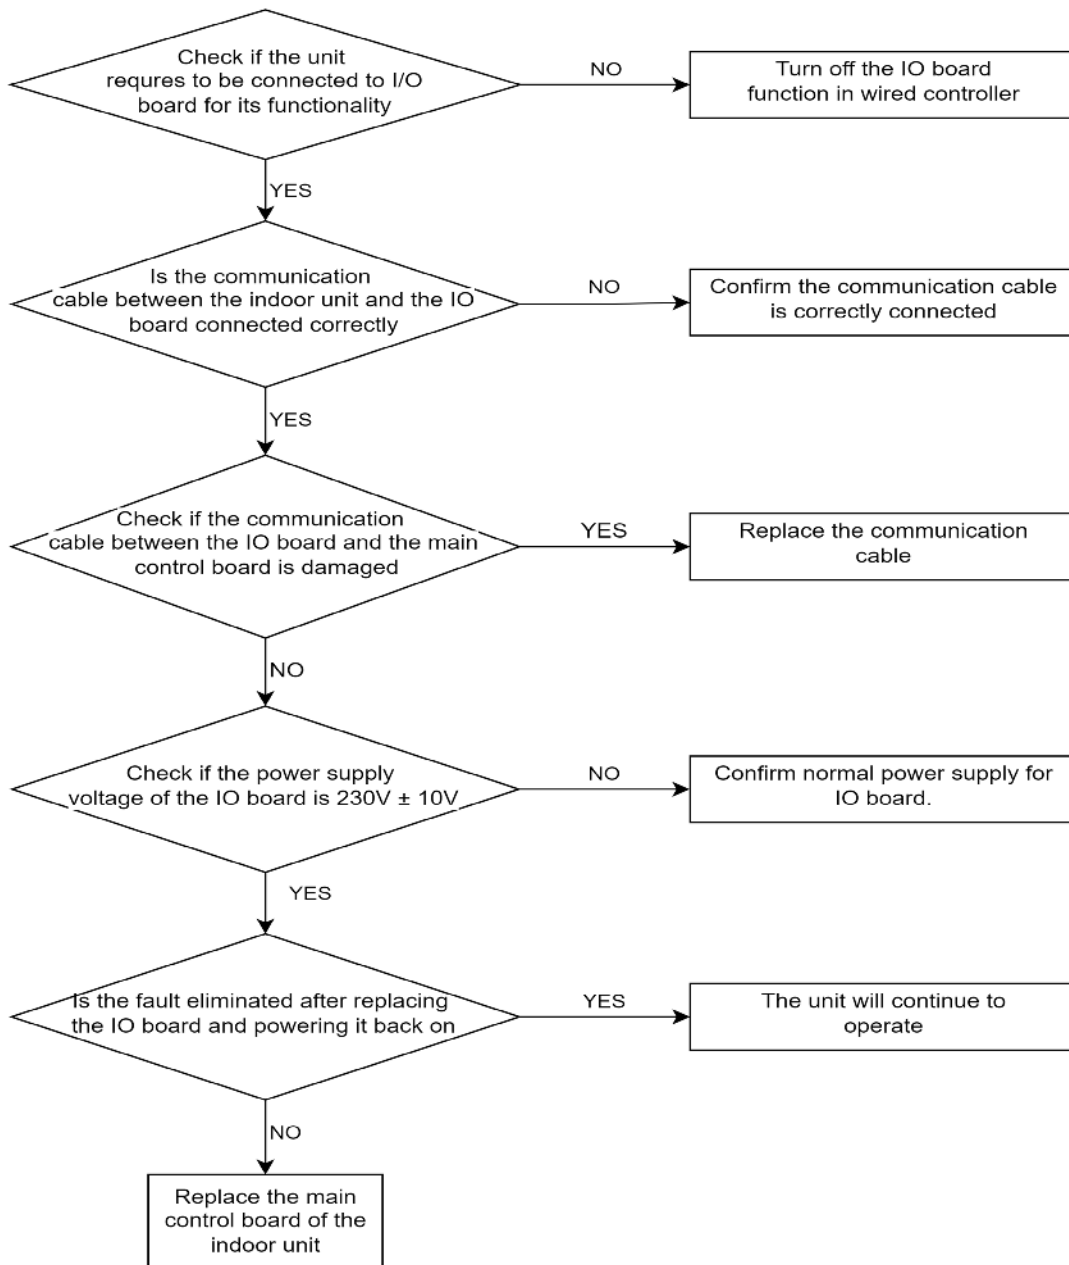 Check if the unit
requres to be connected to I/O
board for its functionality
NO
Turn off the IO board
function in wired controller
YES
Is the communication
cable between the indoor unit and the IO
board connected correctly
NO
Confirm the communication cable
is correctly connected
YES
Check if the communication
cable between the IO board and the main
control board is damaged
YES
Replace the communication
cable
NO
Check if the power supply
voltage of the IO board is 230V ± 10V
NO
Confirm normal power supply for
IO board.
YES
Is the fault eliminated after replacing
the IO board and powering it back on
YES
The unit will continue to
operate
NO
Replace the main
control board of the
indoor unit